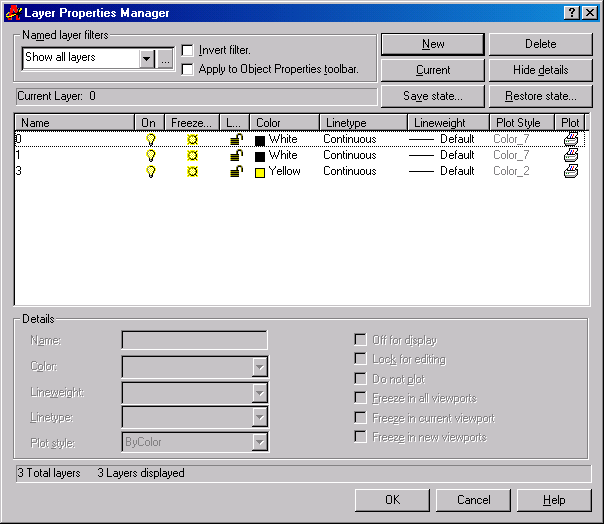 Layer Properties Manager
Named layer filters
Show all layers
...
Invert filter.
Apply to Object Properties toolbar.
New
Delete
Current
Hide details
Current Layer: 0
Save state...
Restore state...
Name On Freeze... L... Color Linetype Lineweight Plot Style Plot
0 White Continuous Default Color_7
1 White Continuous Default Color_7
3 Yellow Continuous Default Color_2
Details
Name:
Color:
Lineweight:
Linetype:
Plot style: ByColor
Off for display
Lock for editing
Do not plot
Freeze in all viewports
Freeze in current viewport
Freeze in new viewports
3 Total layers 3 Layers displayed
OK
Cancel
Help